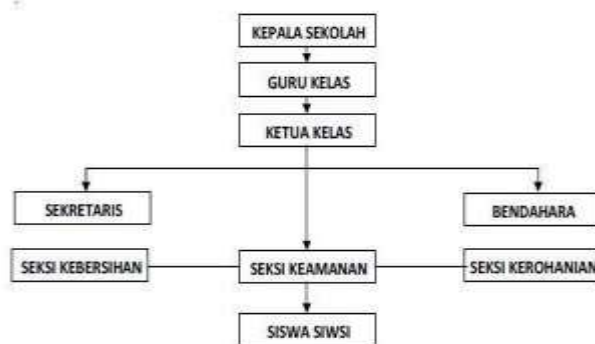 KEPALA SEKOLAH
GURU KELAS
KETUA KELAS
SEKRETARIS
BENDAHARA
SEKSI KEBERSIHAN
SEKSI KEAMANAN
SEKSI KEROHANIAN
SISWA SIWSI